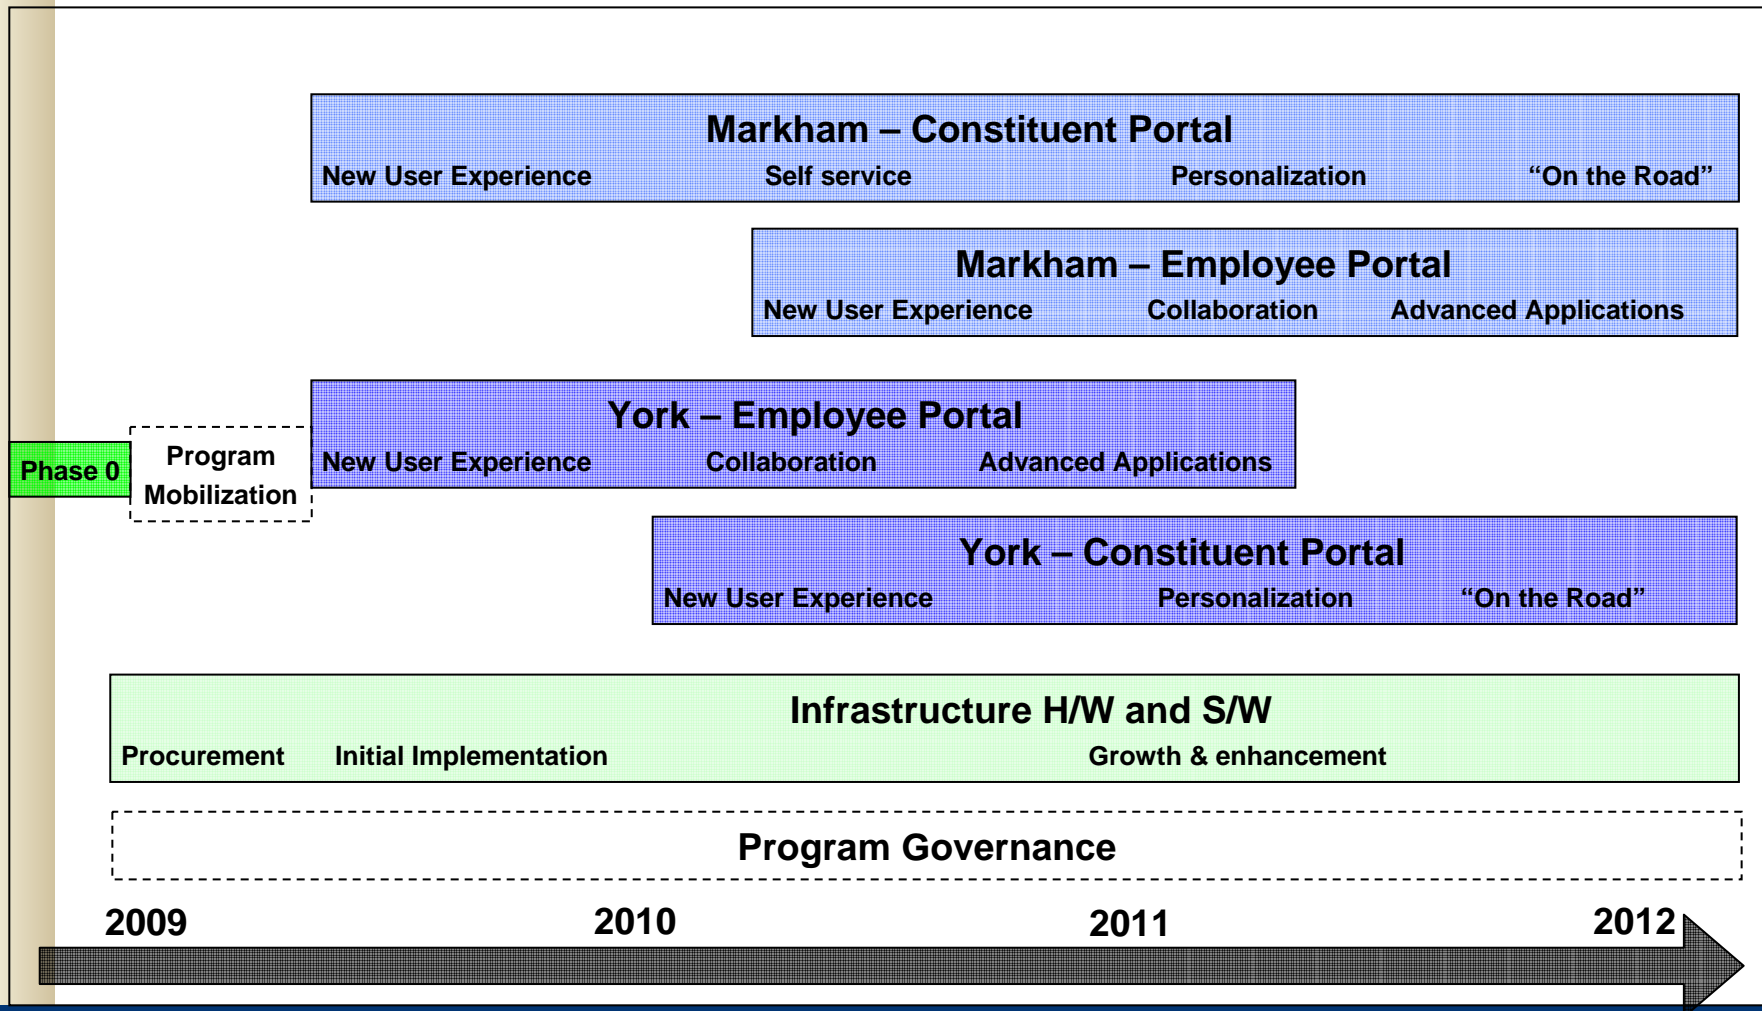 Markham – Constituent Portal
New User Experience Self service Personalization “On the Road”
Markham – Employee Portal
New User Experience Collaboration Advanced Applications
York – Employee Portal
New User Experience Collaboration Advanced Applications
Phase 0
Program
Mobilization
York – Constituent Portal
New User Experience Personalization “On the Road”
Infrastructure H/W and S/W
Procurement Initial Implementation Growth & enhancement
Program Governance
2009 2010 2011 2012